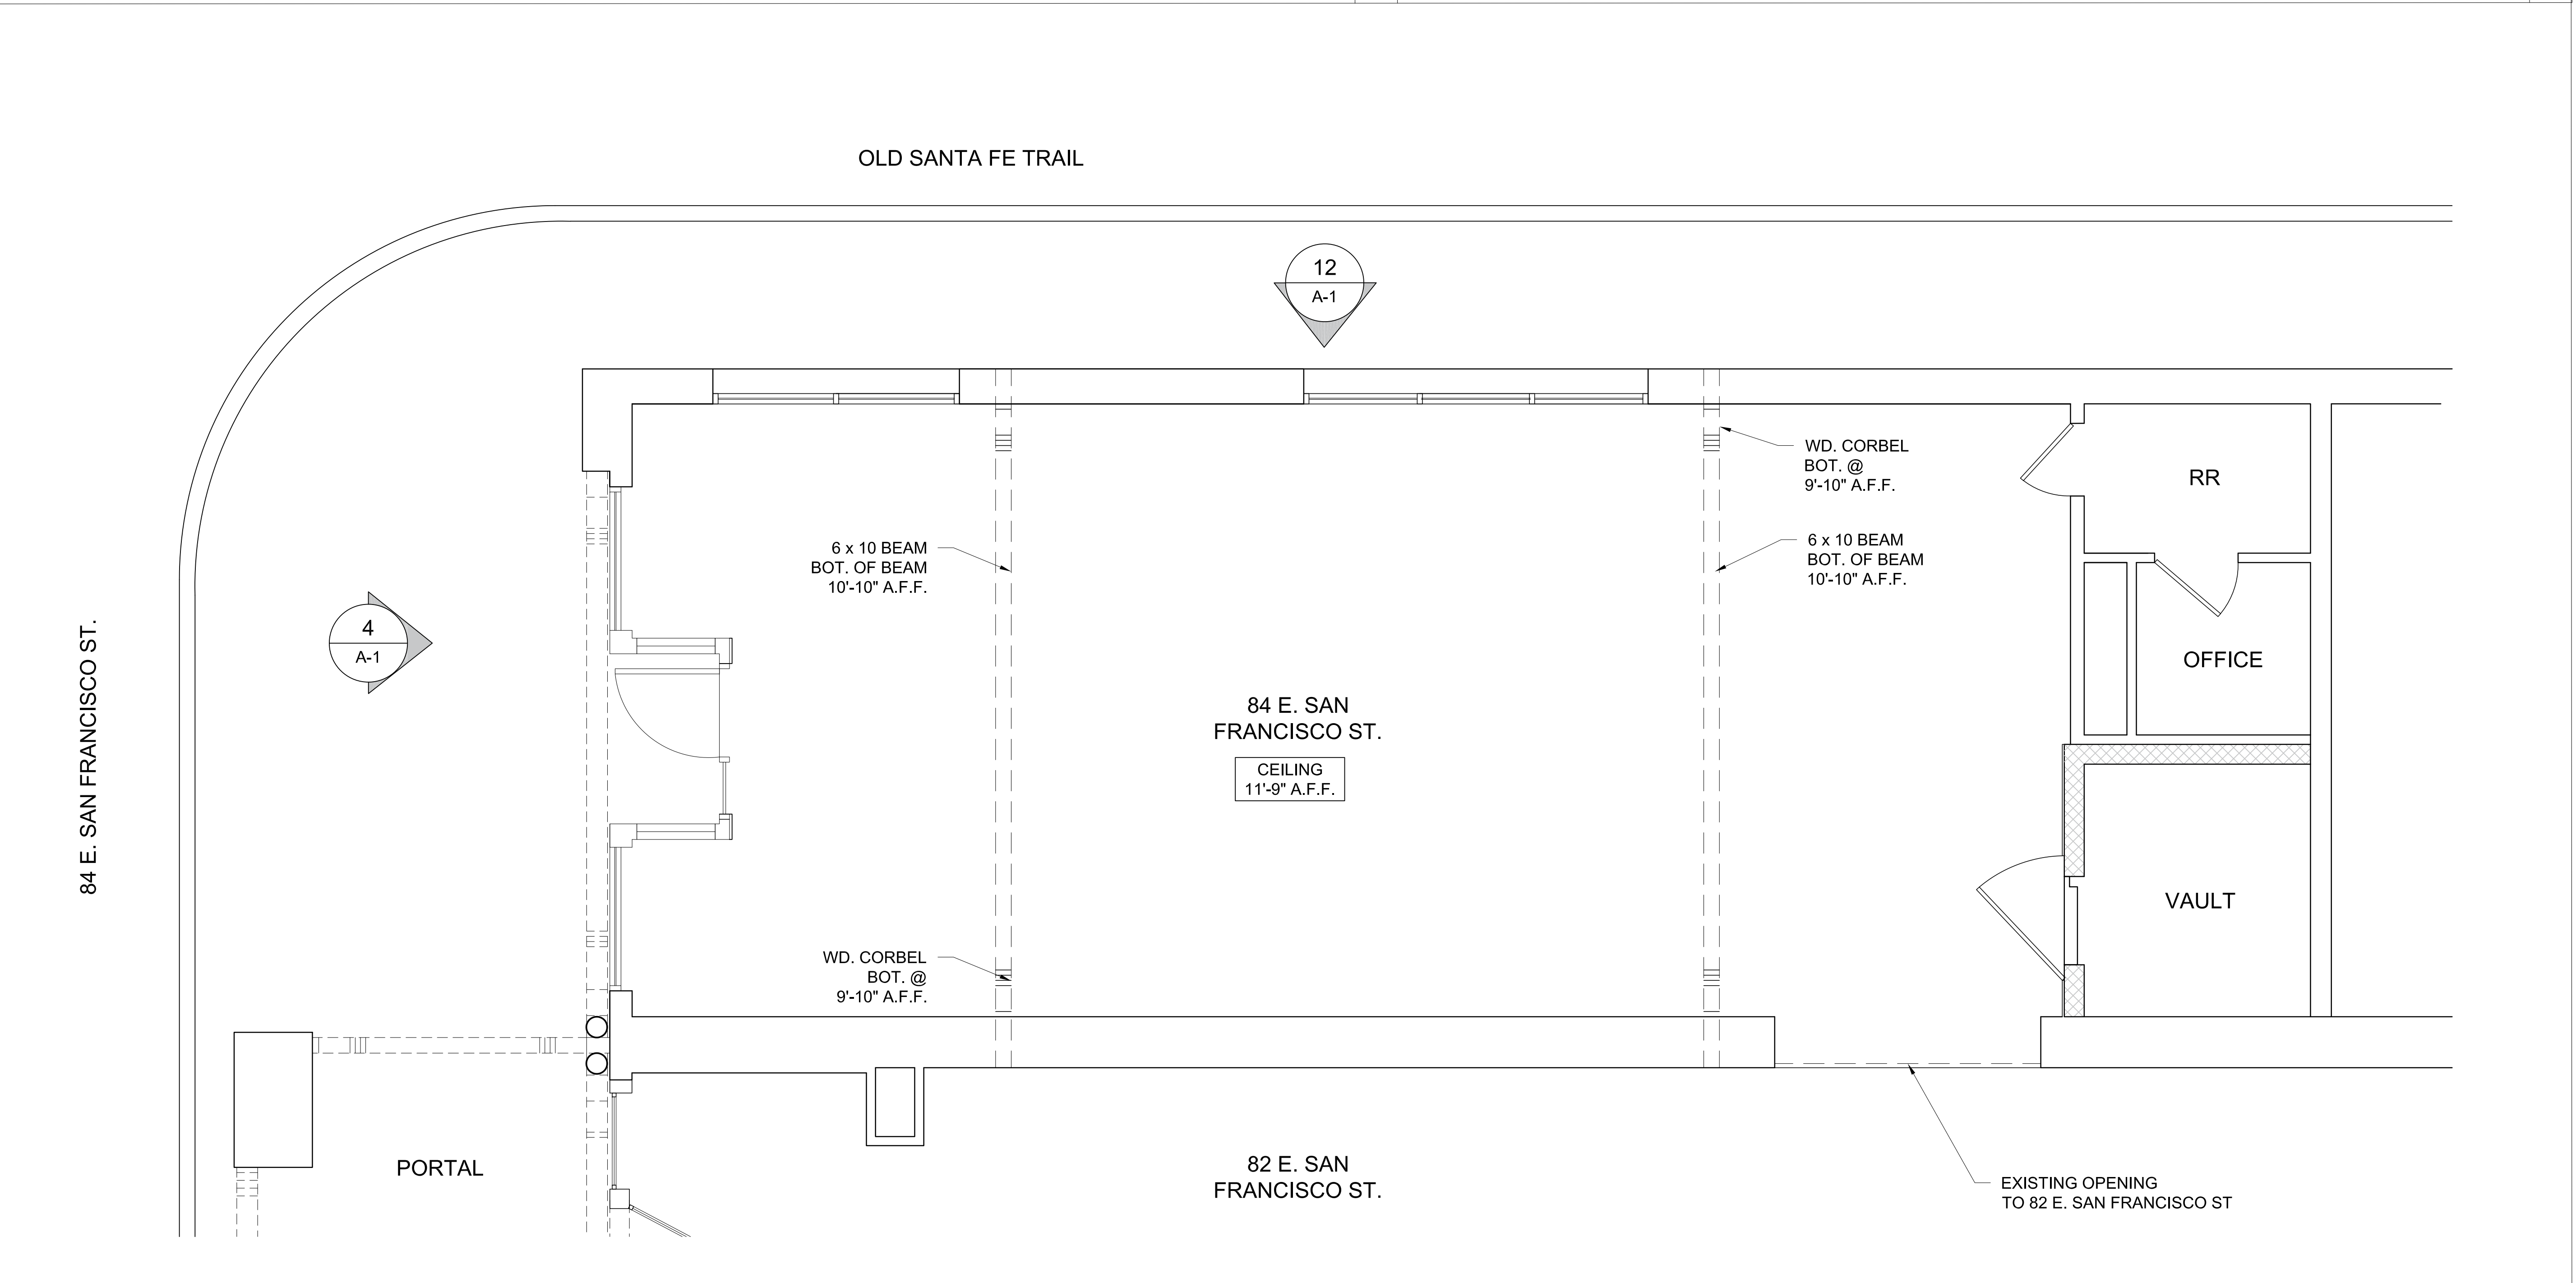 OLD SANTA FE TRAIL
12
A-1
WD. CORBEL
BOT. @
9'-10" A.F.F.
RR
6 x 10 BEAM
BOT. OF BEAM
10'-10" A.F.F.
6 x 10 BEAM
BOT. OF BEAM
10'-10" A.F.F.
4
A-1
84 E. SAN FRANCISCO ST.
OFFICE
84 E. SAN
FRANCISCO ST.
CEILING
11'-9" A.F.F.
VAULT
WD. CORBEL
BOT. @
9'-10" A.F.F.
PORTAL
82 E. SAN
FRANCISCO ST.
EXISTING OPENING
TO 82 E. SAN FRANCISCO ST